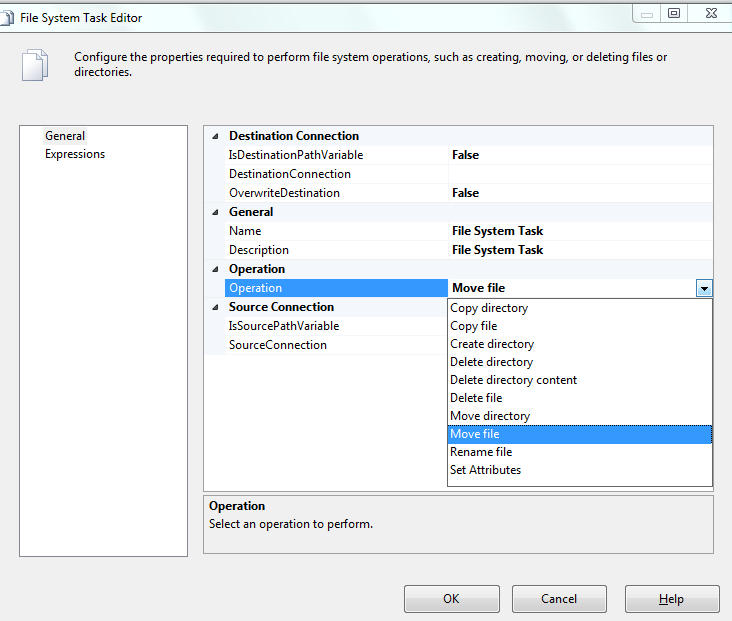 File System Task Editor
Configure the properties required to perform file system operations, such as creating, moving, or deleting files or
directories.
General
Expressions
Destination Connection
IsDestinationPathVariable False
DestinationConnection
OverwriteDestination False
General
Name File System Task
Description File System Task
Operation
Operation Move file
Source Connection
IsSourcePathVariable
SourceConnection
Copy directory
Copy file
Create directory
Delete directory
Delete directory content
Delete file
Move directory
Move file
Rename file
Set Attributes
Operation
Select an operation to perform.
OK Cancel Help